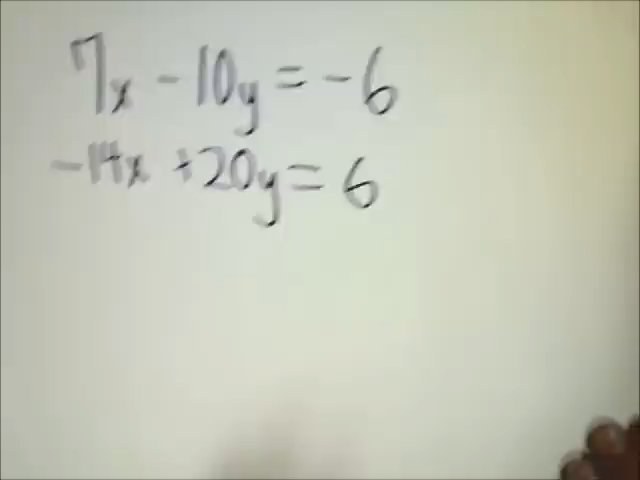 7x - 10y = -6
-14x + 20y = 6